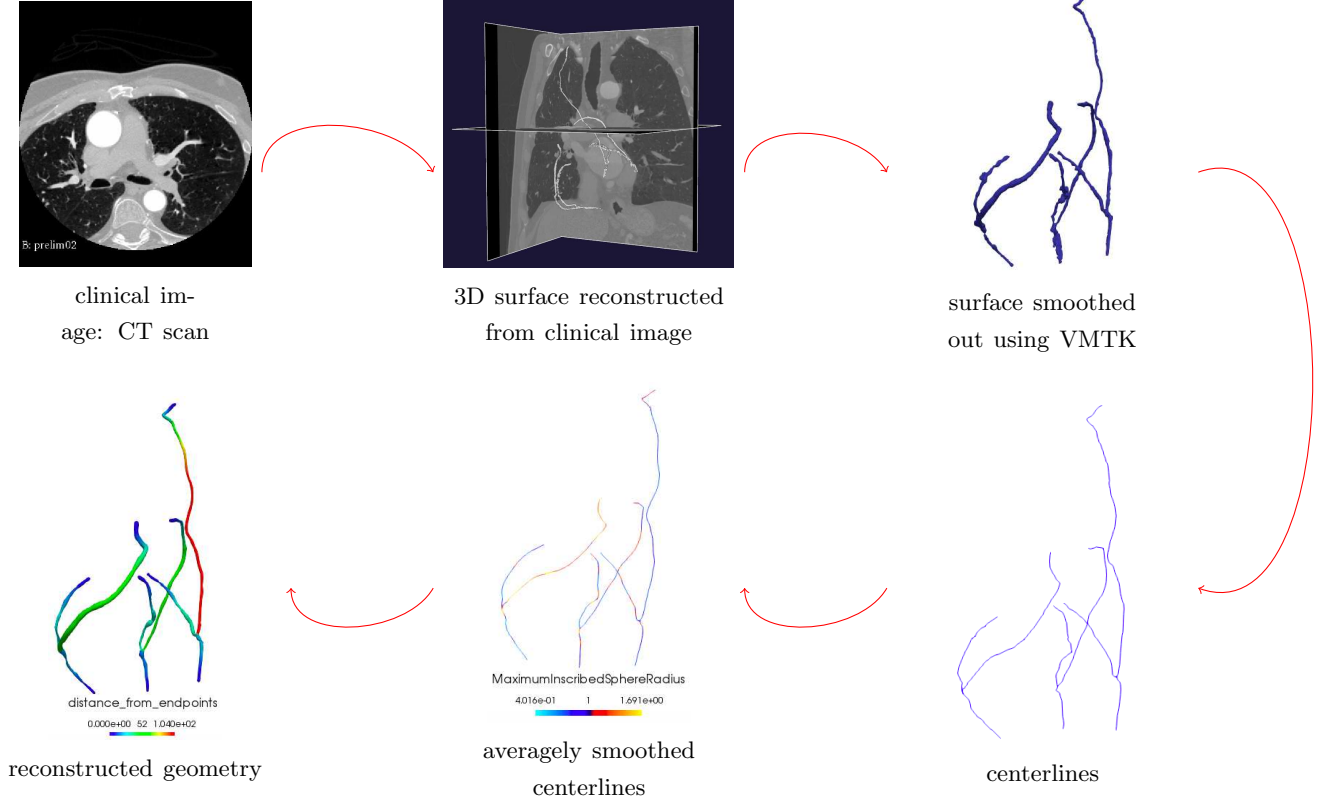 B: prelim02
clinical im-
age: CT scan
3D surface reconstructed
from clinical image
surface smoothed
out using VMTK
distance_from_endpoints
0.000e+00 52 1.040e+02
reconstructed geometry
MaximumInscribedSphereRadius
4.016e-01 1 1.691e+00
averagely smoothed
centerlines
centerlines